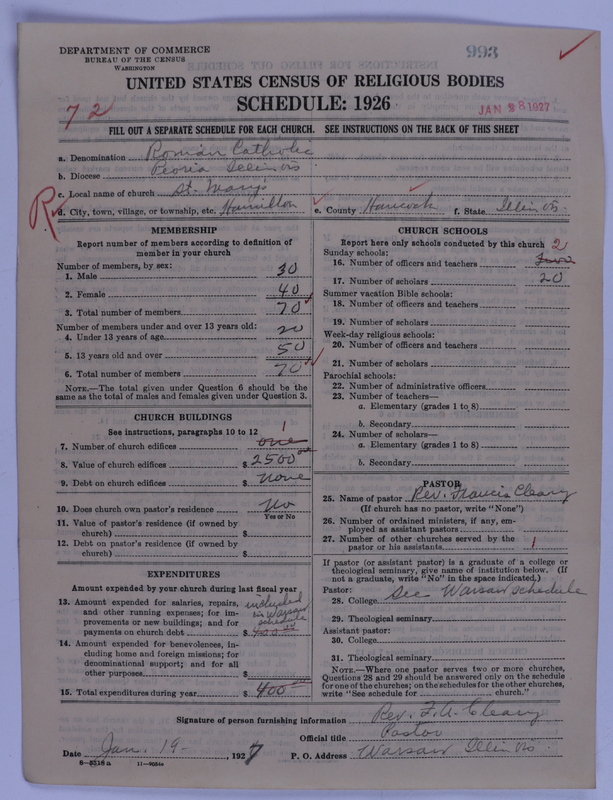 DEPARTMENT OF COMMERCE
BUREAU OF THE CENSUS
WASHINGTON
993
UNITED STATES CENSUS OF RELIGIOUS BODIES
SCHEDULE: 1926
JAN 28 1927
72
FILL OUT A SEPARATE SCHEDULE FOR EACH CHURCH. SEE INSTRUCTIONS ON THE BACK OF THIS SHEET
a. Denomination Roman Catholic
b. Diocese Peoria Illinois
c. Local name of church St. Mary's
R
d. City, town, village, or township, etc. Hamilton e. County Hancock f. State Illinois
MEMBERSHIP
Report number of members according to definition of
member in your church
Number of members, by sex:
1. Male 30
2. Female 40
3. Total number of members 70
Number of members under and over 13 years old:
4. Under 13 years of age 20
5. 13 years old and over 50
6. Total number of members 70
NOTE.—The total given under Question 6 should be
same as the total of males and females given under Question 3.
CHURCH BUILDINGS
See instructions, paragraphs 10 to 12
7. Number of church edifices one 1
8. Value of church edifices $ 2500
9. Debt on church edifices $ none
10. Does church own pastor's residence No
Yes or No
11. Value of pastor's residence (if owned by
church) $
12. Debt on pastor's residence (if owned by
church) $
EXPENDITURES
Amount expended by your church during last fiscal year
13. Amount expended for salaries, repairs,
and other running expenses; for im-
provements or new buildings; and for
payments on church debt $ 400 included in Warsaw schedule
14. Amount expended for benevolences, in-
cluding home and foreign missions; for
denominational support; and for all
other purposes $
15. Total expenditures during year $ 400
CHURCH SCHOOLS
Report here only schools conducted by this church
Sunday schools:
16. Number of officers and teachers two 2
17. Number of scholars 20
Summer vacation Bible schools:
18. Number of officers and teachers
19. Number of scholars
Week-day religious schools:
20. Number of officers and teachers
21. Number of scholars
Parochial schools:
22. Number of administrative officers
23. Number of teachers—
a. Elementary (grades 1 to 8)
b. Secondary
24. Number of scholars—
a. Elementary (grades 1 to 8)
b. Secondary
PASTOR
25. Name of pastor Rev. Francis Cleary
(If church has no pastor, write "None")
26. Number of ordained ministers, if any, em-
ployed as assistant pastors
27. Number of other churches served by the
pastor or his assistants 1
If pastor (or assistant pastor) is a graduate of a college or
theological seminary, give name of institution below. (If
not a graduate, write "No" in the space indicated.)
Pastor:
28. College See Warsaw schedule
29. Theological seminary
Assistant pastor:
30. College
31. Theological seminary
NOTE.—Where one pastor serves two or more churches,
Questions 28 and 29 should be answered only on the schedule
for one of the churches; on the schedules for the other churches,
write "See schedule for church."
Signature of person furnishing information Rev. F. A. Cleary
Official title Pastor
Date Jan. 19 - , 1927 P. O. Address Warsaw Illinois